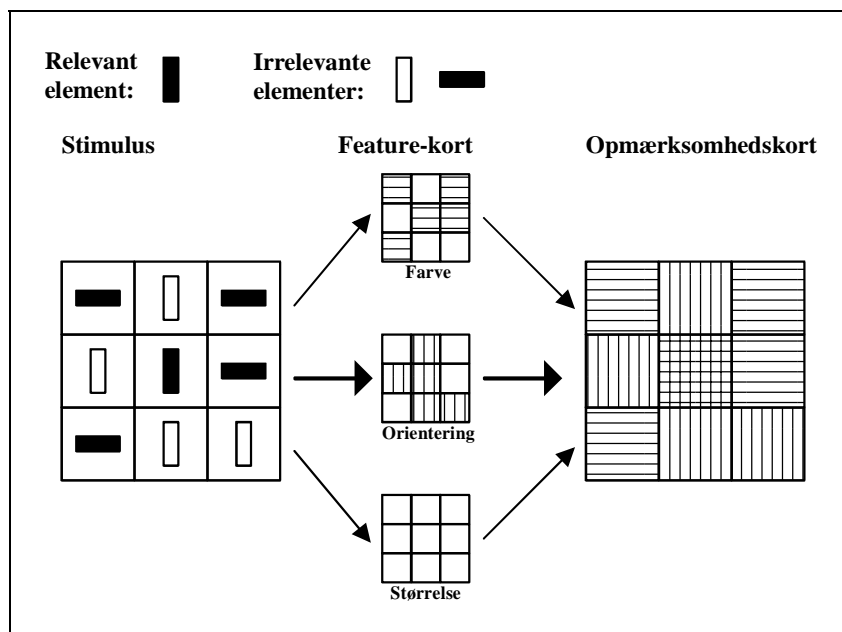 Relevant
element:
Irrelevante
elementer:
Stimulus
Feature-kort
Opmærksomhedskort
Farve
Orientering
Størrelse